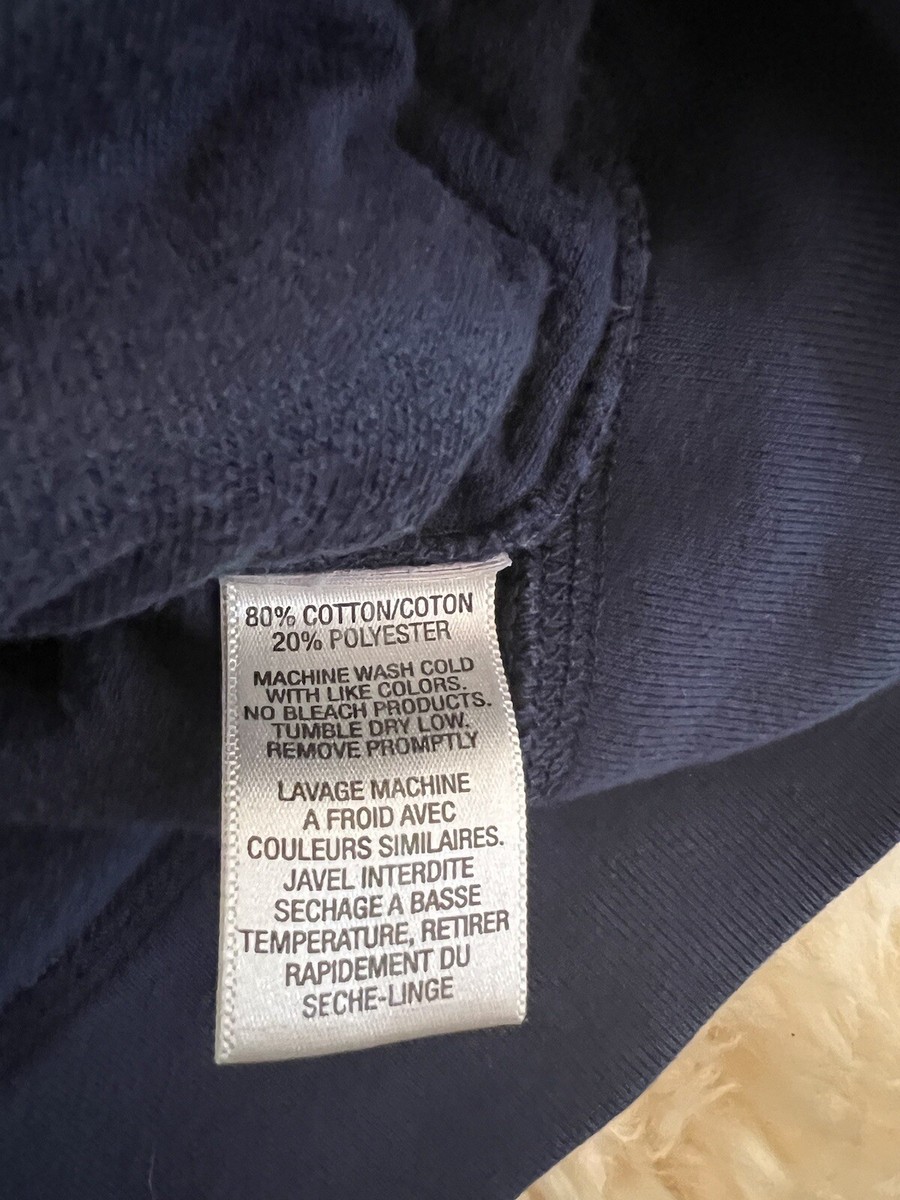 80% COTTON/COTON
20% POLYESTER
MACHINE WASH COLD
WITH LIKE COLORS.
NO BLEACH PRODUCTS.
TUMBLE DRY LOW.
REMOVE PROMPTLY
LAVAGE MACHINE
A FROID AVEC
COULEURS SIMILAIRES.
JAVEL INTERDITE
SECHAGE A BASSE
TEMPERATURE, RETIRER
RAPIDEMENT DU
SECHE-LINGE